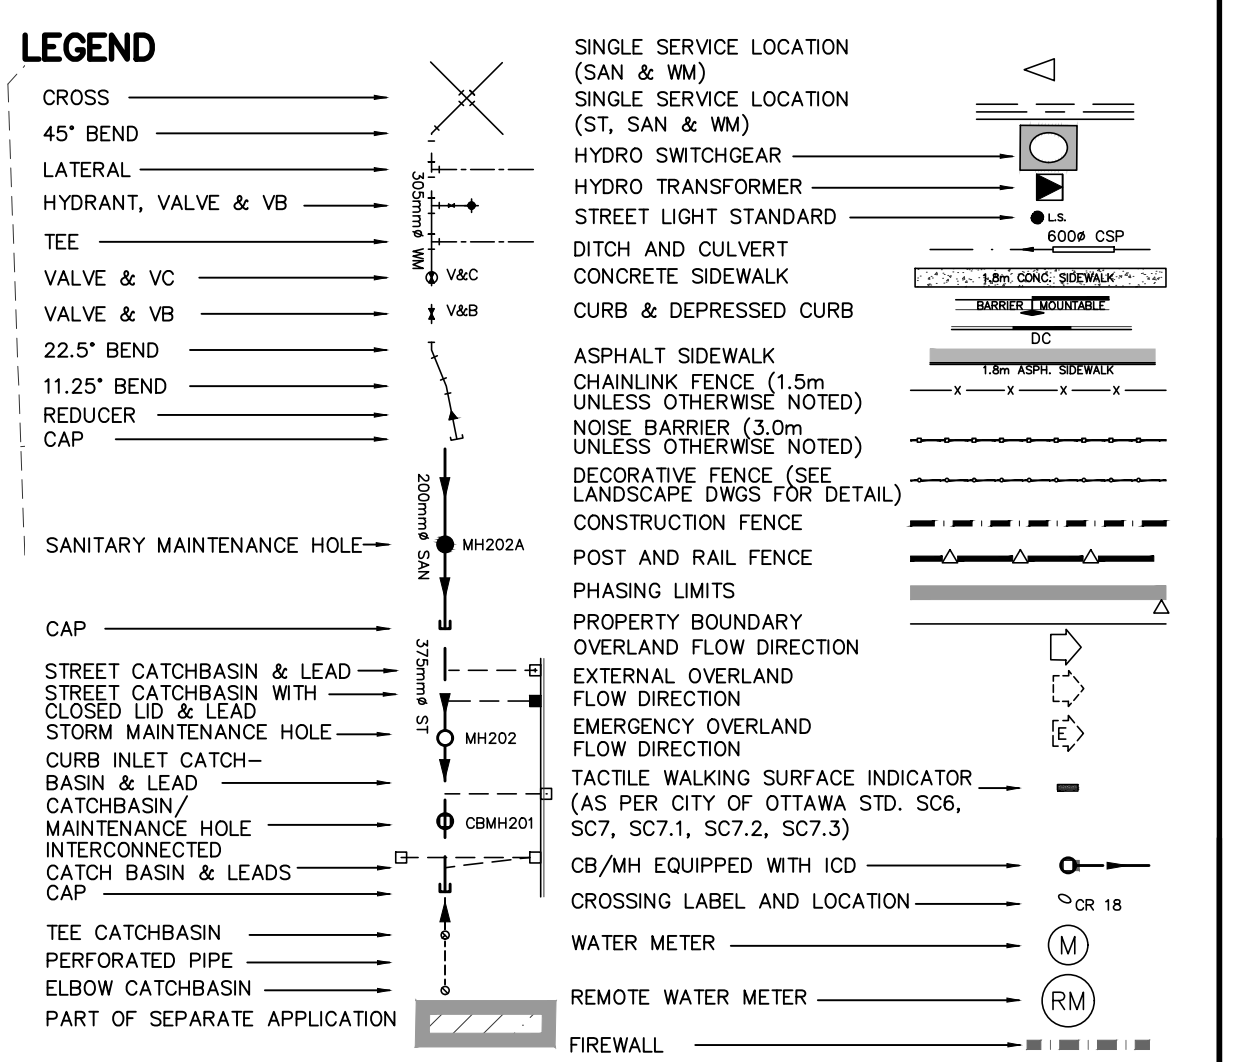 LEGEND
CROSS
45° BEND
LATERAL
HYDRANT, VALVE & VB
TEE
VALVE & VC
VALVE & VB
22.5° BEND
11.25° BEND
REDUCER
CAP
SANITARY MAINTENANCE HOLE
CAP
STREET CATCHBASIN & LEAD
STREET CATCHBASIN WITH
CLOSED LID & LEAD
STORM MAINTENANCE HOLE
CURB INLET CATCH-
BASIN & LEAD
CATCHBASIN/
MAINTENANCE HOLE
INTERCONNECTED
CATCH BASIN & LEADS
CAP
TEE CATCHBASIN
PERFORATED PIPE
ELBOW CATCHBASIN
PART OF SEPARATE APPLICATION
305mmø WM
V&C
V&B
200mmø SAN
MH202A
375mmø ST
MH202
CBMH201
SINGLE SERVICE LOCATION
(SAN & WM)
SINGLE SERVICE LOCATION
(ST, SAN & WM)
HYDRO SWITCHGEAR
HYDRO TRANSFORMER
STREET LIGHT STANDARD
L.S.
DITCH AND CULVERT
600ø CSP
CONCRETE SIDEWALK
1.8m CONC. SIDEWALK
CURB & DEPRESSED CURB
BARRIER MOUNTABLE
DC
ASPHALT SIDEWALK
1.8m ASPH. SIDEWALK
CHAINLINK FENCE (1.5m
UNLESS OTHERWISE NOTED)
X X X X
NOISE BARRIER (3.0m
UNLESS OTHERWISE NOTED)
DECORATIVE FENCE (SEE
LANDSCAPE DWGS FOR DETAIL)
CONSTRUCTION FENCE
POST AND RAIL FENCE
PHASING LIMITS
PROPERTY BOUNDARY
OVERLAND FLOW DIRECTION
EXTERNAL OVERLAND
FLOW DIRECTION
EMERGENCY OVERLAND
FLOW DIRECTION
E
TACTILE WALKING SURFACE INDICATOR
(AS PER CITY OF OTTAWA STD. SC6,
SC7, SC7.1, SC7.2, SC7.3)
CB/MH EQUIPPED WITH ICD
CROSSING LABEL AND LOCATION
CR 18
WATER METER
M
REMOTE WATER METER
RM
FIREWALL